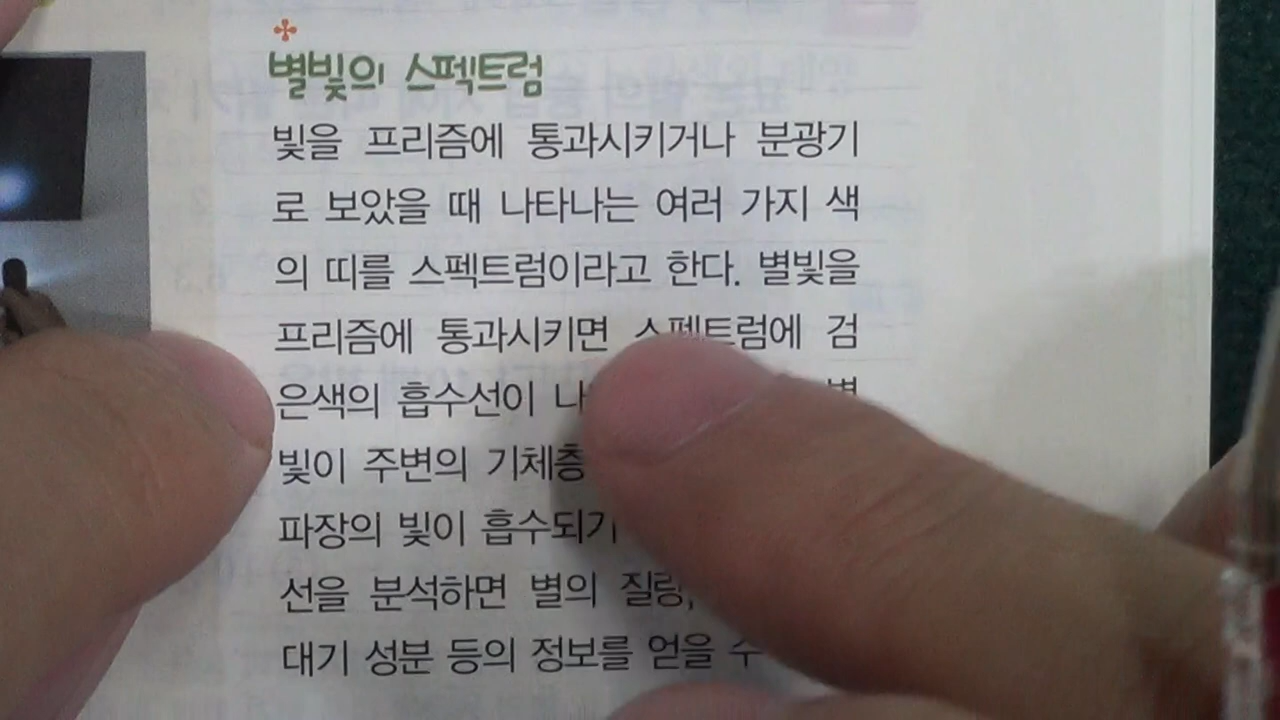 별빛의 스펙트럼
빛을 프리즘에 통과시키거나 분광기
로 보았을 때 나타나는 여러 가지 색
의 띠를 스펙트럼이라고 한다. 별빛을
프리즘에 통과시키면 스펙트럼에 검
은색의 흡수선이 별
빛이 주변의 기체층
파장의 빛이 흡수되기
선을 분석하면 별의 질량,
대기 성분 등의 정보를 얻을 수